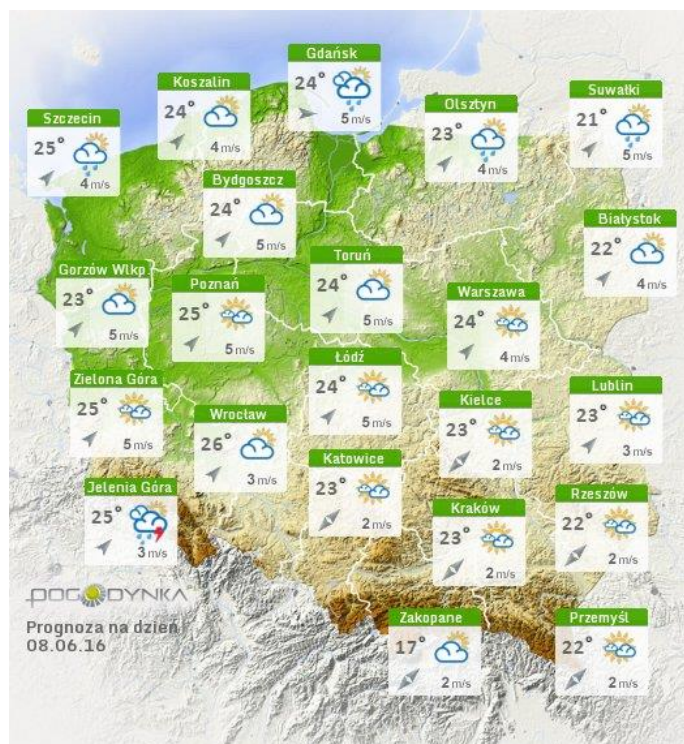 Gdańsk
24°
5 m/s
Koszalin
24°
4 m/s
Suwałki
21°
5 m/s
Olsztyn
23°
4 m/s
Szczecin
25°
4 m/s
Bydgoszcz
24°
5 m/s
Białystok
22°
4 m/s
Toruń
24°
5 m/s
Gorzów Wlkp.
23°
5 m/s
Poznań
25°
5 m/s
Warszawa
24°
4 m/s
Łódź
24°
5 m/s
Zielona Góra
25°
5 m/s
Lublin
23°
3 m/s
Kielce
23°
2 m/s
Wrocław
26°
3 m/s
Katowice
23°
2 m/s
Jelenia Góra
25°
3 m/s
Rzeszów
22°
2 m/s
Kraków
23°
2 m/s
POGODYNKA
Prognoza na dzień
08.06.16
Zakopane
17°
2 m/s
Przemyśl
22°
2 m/s